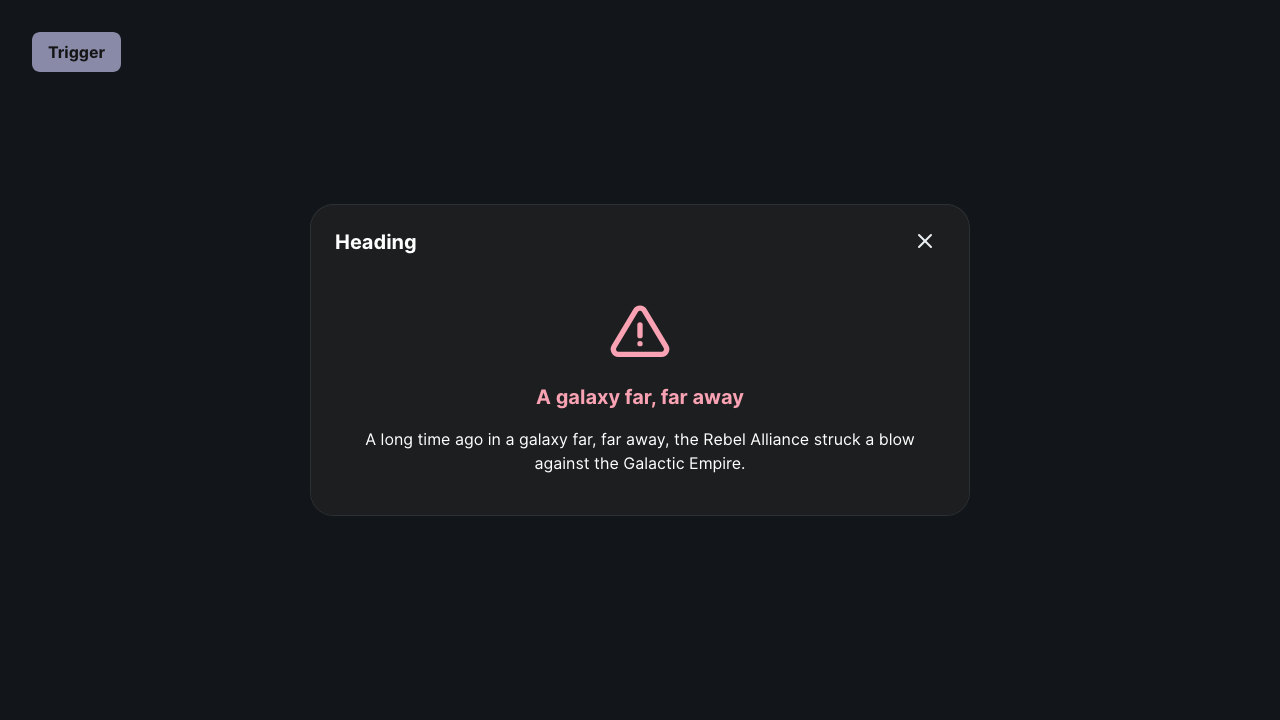 Trigger
Heading
A galaxy far, far away
A long time ago in a galaxy far, far away, the Rebel Alliance struck a blow
against the Galactic Empire.